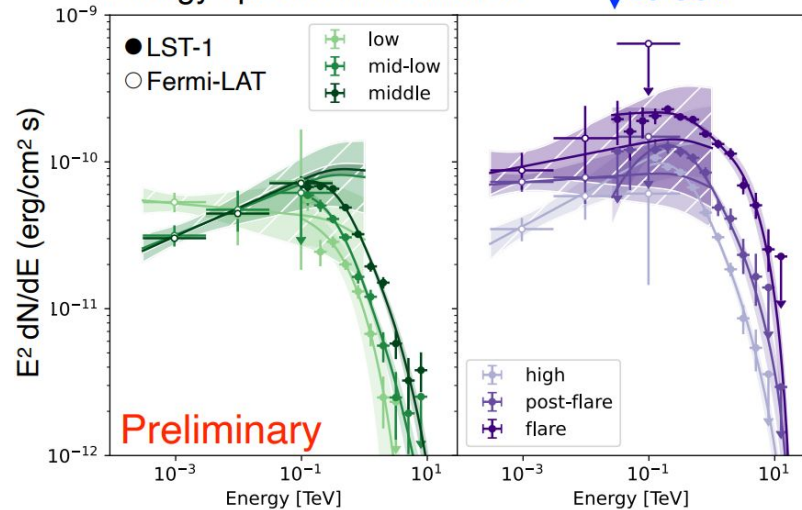 LST-1
Fermi-LAT
low
mid-low
middle
high
post-flare
flare
Preliminary
E² dN/dE (erg/cm² s)
10⁻⁹
10⁻¹⁰
10⁻¹¹
10⁻¹²
10⁻³ 10⁻¹ 10¹
10⁻³ 10⁻¹ 10¹
Energy [TeV]
Energy [TeV]